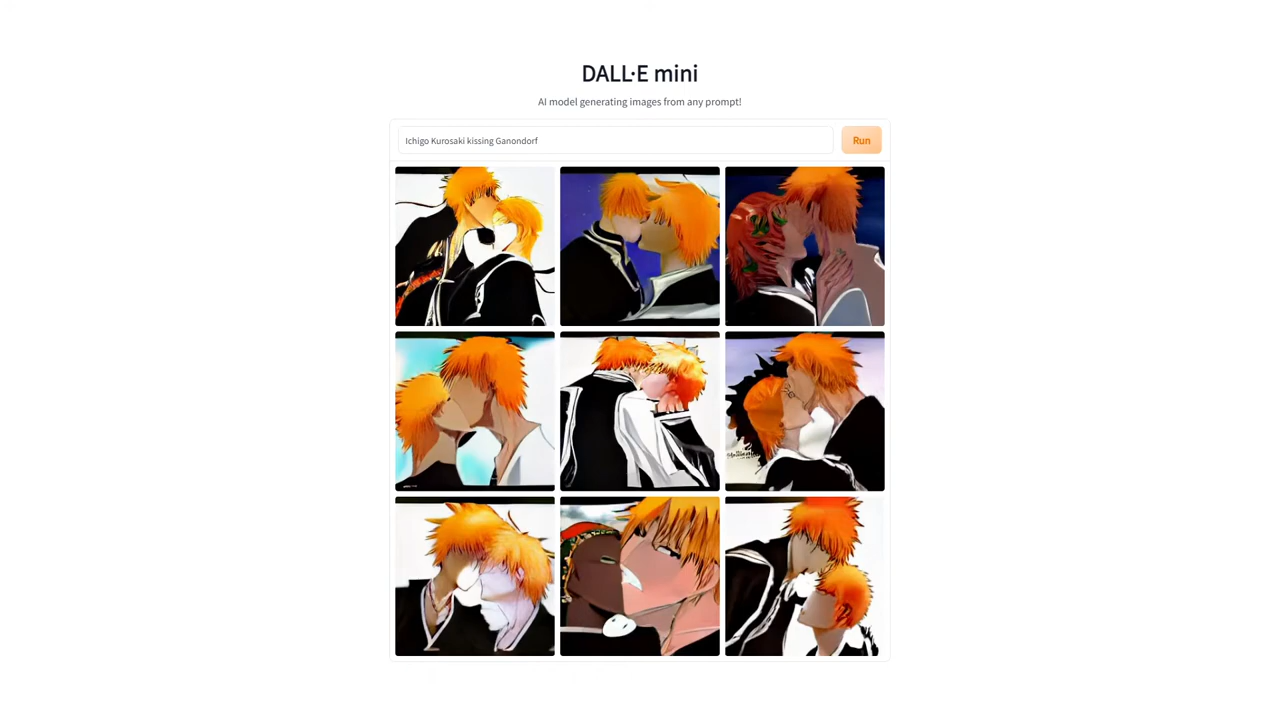 DALL·E mini
AI model generating images from any prompt!
Ichigo Kurosaki kissing Ganondorf
Run